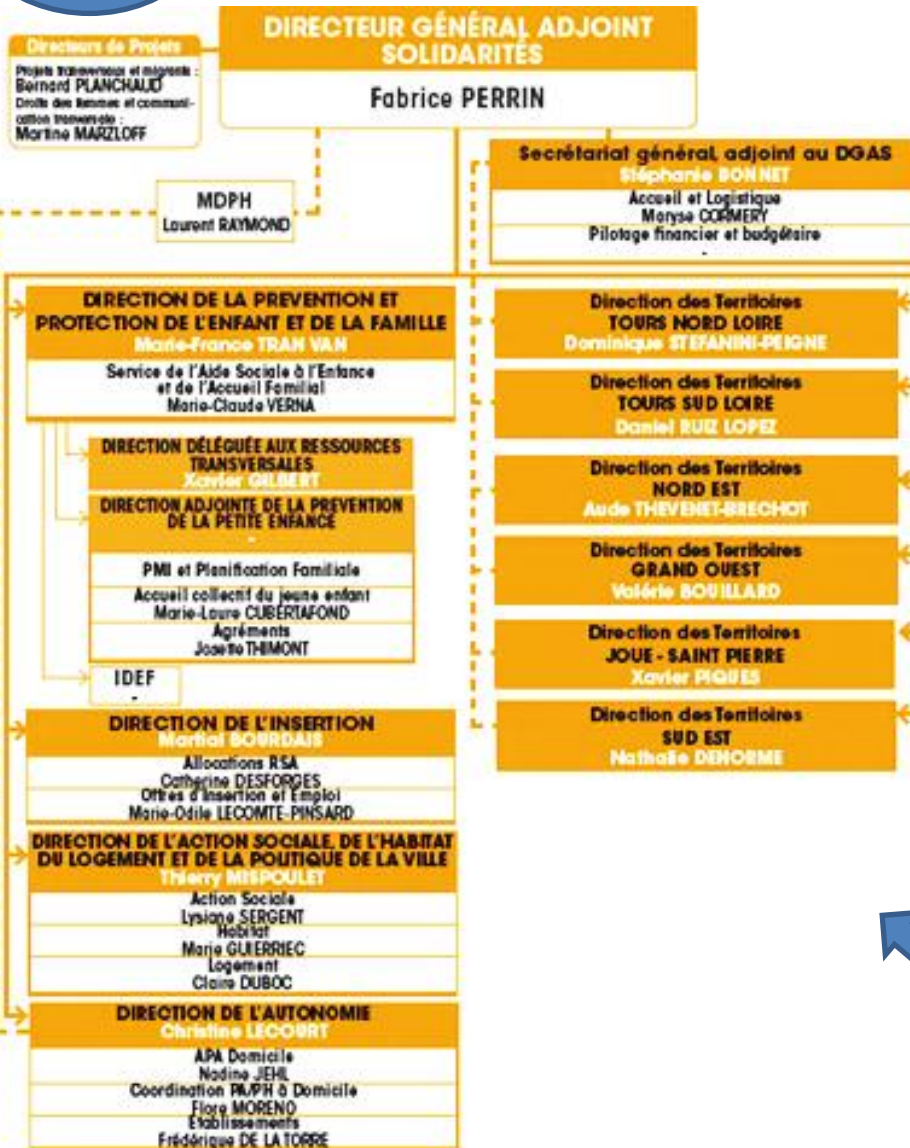 DIRECTEUR GÉNÉRAL ADJOINT
SOLIDARITÉS
Fabrice PERRIN
Directeurs de Projets
Projets transversaux et migrants :
Bernard PLANCHAUD
Droits des femmes et communi-
cation transversale :
Martine MARZLOFF
MDPH
Laurent RAYMOND
Secrétariat général, adjoint au DGAS
Stéphanie BONNET
Accueil et Logistique
Maryse CORMERY
Pilotage financier et budgétaire
-
DIRECTION DE LA PREVENTION ET
PROTECTION DE L'ENFANT ET DE LA FAMILLE
Marie-France TRAN VAN
Service de l'Aide Sociale à l'Enfance
et de l'Accueil Familial
Marie-Claude VERNA
DIRECTION DÉLÉGUÉE AUX RESSOURCES
TRANSVERSALES
Xavier GILBERT
DIRECTION ADJOINTE DE LA PREVENTION
DE LA PETITE ENFANCE
-
PMI et Planification Familiale
Accueil collectif du jeune enfant
Marie-Laure CUBERTAFOND
Agréments
Josette THIMONT
IDEF
-
DIRECTION DE L'INSERTION
Martial BOURDAIS
Allocations RSA
Catherine DESFORGES
Offres d'Insertion et Emploi
Marie-Odile LECOMTE-PINSARD
DIRECTION DE L'ACTION SOCIALE, DE L'HABITAT
DU LOGEMENT ET DE LA POLITIQUE DE LA VILLE
Thierry MISPOULET
Action Sociale
Lysiane SERGENT
Habitat
Marie GUIERRIEC
Logement
Claire DUBOC
DIRECTION DE L'AUTONOMIE
Christine LECOURT
APA Domicile
Nadine JEHL
Coordination PA/PH à Domicile
Flore MORENO
Etablissements
Frédérique DE LA TORRE
Direction des Territoires
TOURS NORD LOIRE
Dominique STEFANINI-PEIGNE
Direction des Territoires
TOURS SUD LOIRE
Daniel RUIZ LOPEZ
Direction des Territoires
NORD EST
Aude THEVENET-BRECHOT
Direction des Territoires
GRAND OUEST
Valérie BOUILLARD
Direction des Territoires
JOUE - SAINT PIERRE
Xavier PIQUES
Direction des Territoires
SUD EST
Nathalie DEHORME